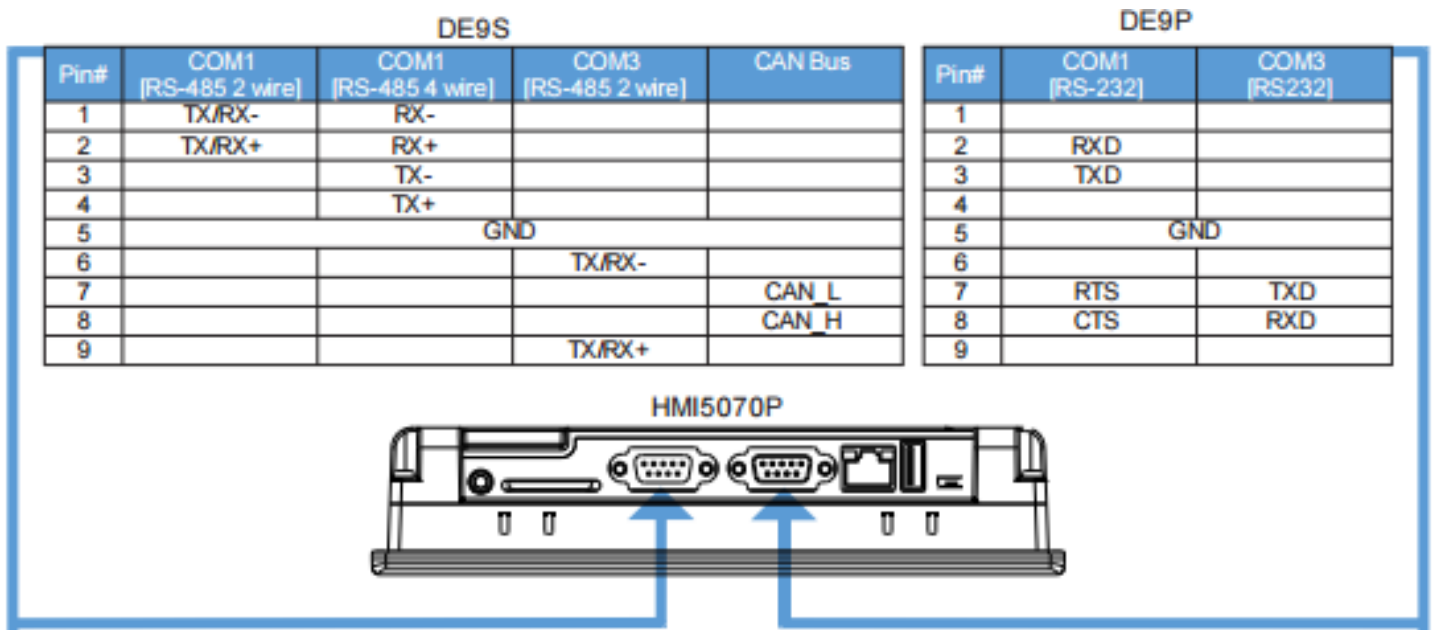 DE9S
Pin# COM1 [RS-485 2 wire] COM1 [RS-485 4 wire] COM3 [RS-485 2 wire] CAN Bus
1 TX/RX- RX-
2 TX/RX+ RX+
3 TX-
4 TX+
5 GND
6 TX/RX-
7 CAN_L
8 CAN_H
9 TX/RX+
DE9P
Pin# COM1 [RS-232] COM3 [RS232]
1
2 RXD
3 TXD
4
5 GND
6
7 RTS TXD
8 CTS RXD
9
HMI5070P